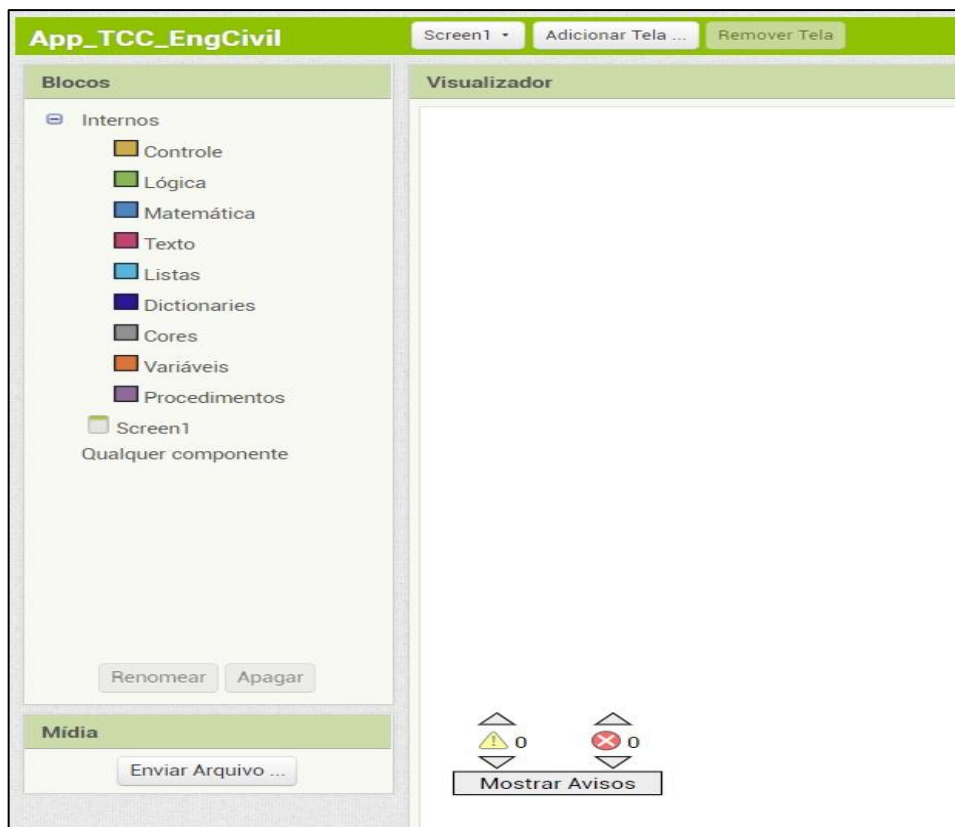 App_TCC_EngCivil
Screen1
Adicionar Tela ...
Remover Tela
Blocos
Internos
Controle
Lógica
Matemática
Texto
Listas
Dictionaries
Cores
Variáveis
Procedimentos
Screen1
Qualquer componente
Renomear
Apagar
Mídia
Enviar Arquivo ...
Visualizador
0
0
Mostrar Avisos